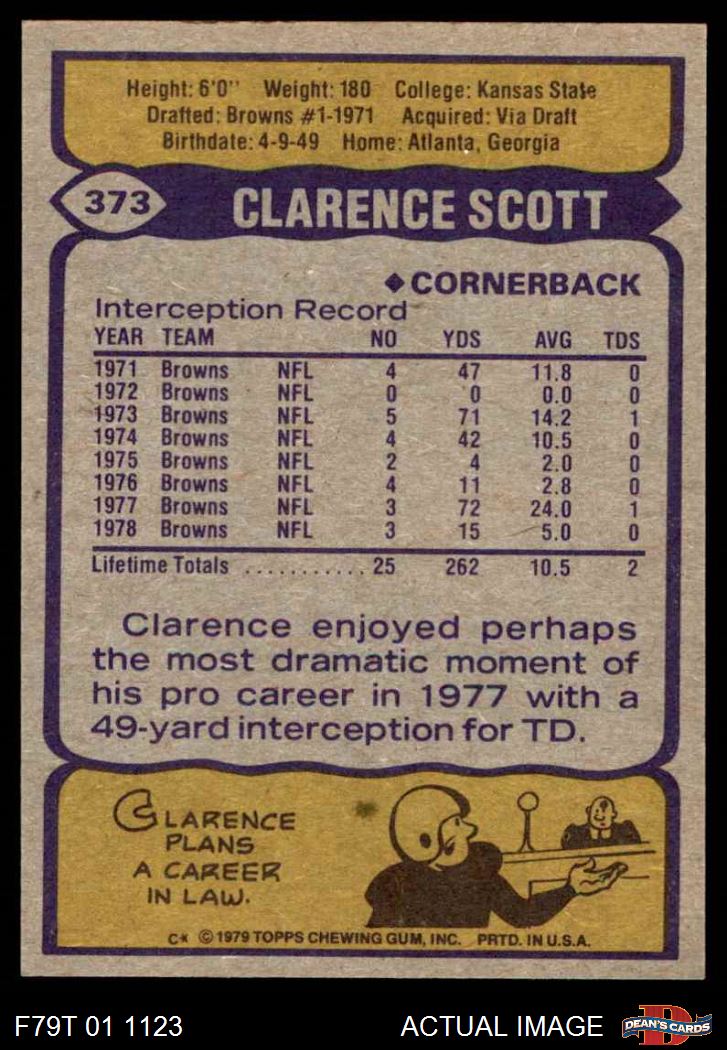 Height: 6'0" Weight: 180 College: Kansas State
Drafted: Browns #1-1971 Acquired: Via Draft
Birthdate: 4-9-49 Home: Atlanta, Georgia
373 CLARENCE SCOTT
◆CORNERBACK
Interception Record
YEAR TEAM NO YDS AVG TDS
1971 Browns NFL 4 47 11.8 0
1972 Browns NFL 0 0 0.0 0
1973 Browns NFL 5 71 14.2 1
1974 Browns NFL 4 42 10.5 0
1975 Browns NFL 2 4 2.0 0
1976 Browns NFL 4 11 2.8 0
1977 Browns NFL 3 72 24.0 1
1978 Browns NFL 3 15 5.0 0
Lifetime Totals ........... 25 262 10.5 2
Clarence enjoyed perhaps
the most dramatic moment of
his pro career in 1977 with a
49-yard interception for TD.
CLARENCE
PLANS
A CAREER
IN LAW.
C* © 1979 TOPPS CHEWING GUM, INC. PRTD. IN U.S.A.
F79T 01 1123 ACTUAL IMAGE D DEAN'S CARDS